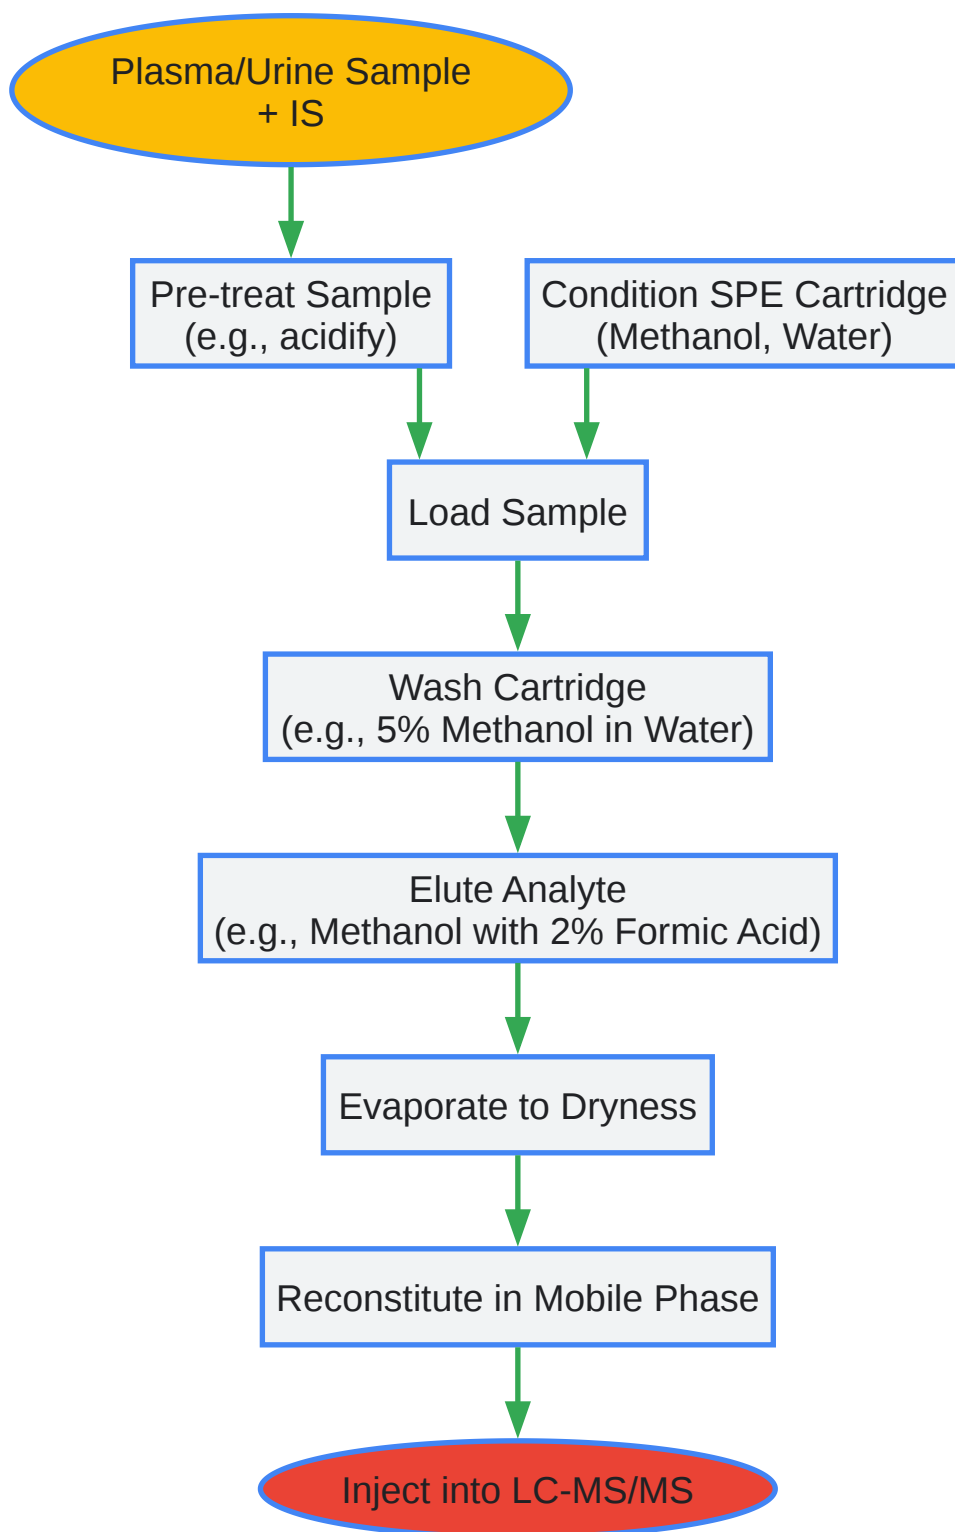 Plasma/Urine Sample
+ IS
Pre-treat Sample
(e.g., acidify)
Condition SPE Cartridge
(Methanol, Water)
Load Sample
Wash Cartridge
(e.g., 5% Methanol in Water)
Elute Analyte
(e.g., Methanol with 2% Formic Acid)
Evaporate to Dryness
Reconstitute in Mobile Phase
Inject into LC-MS/MS